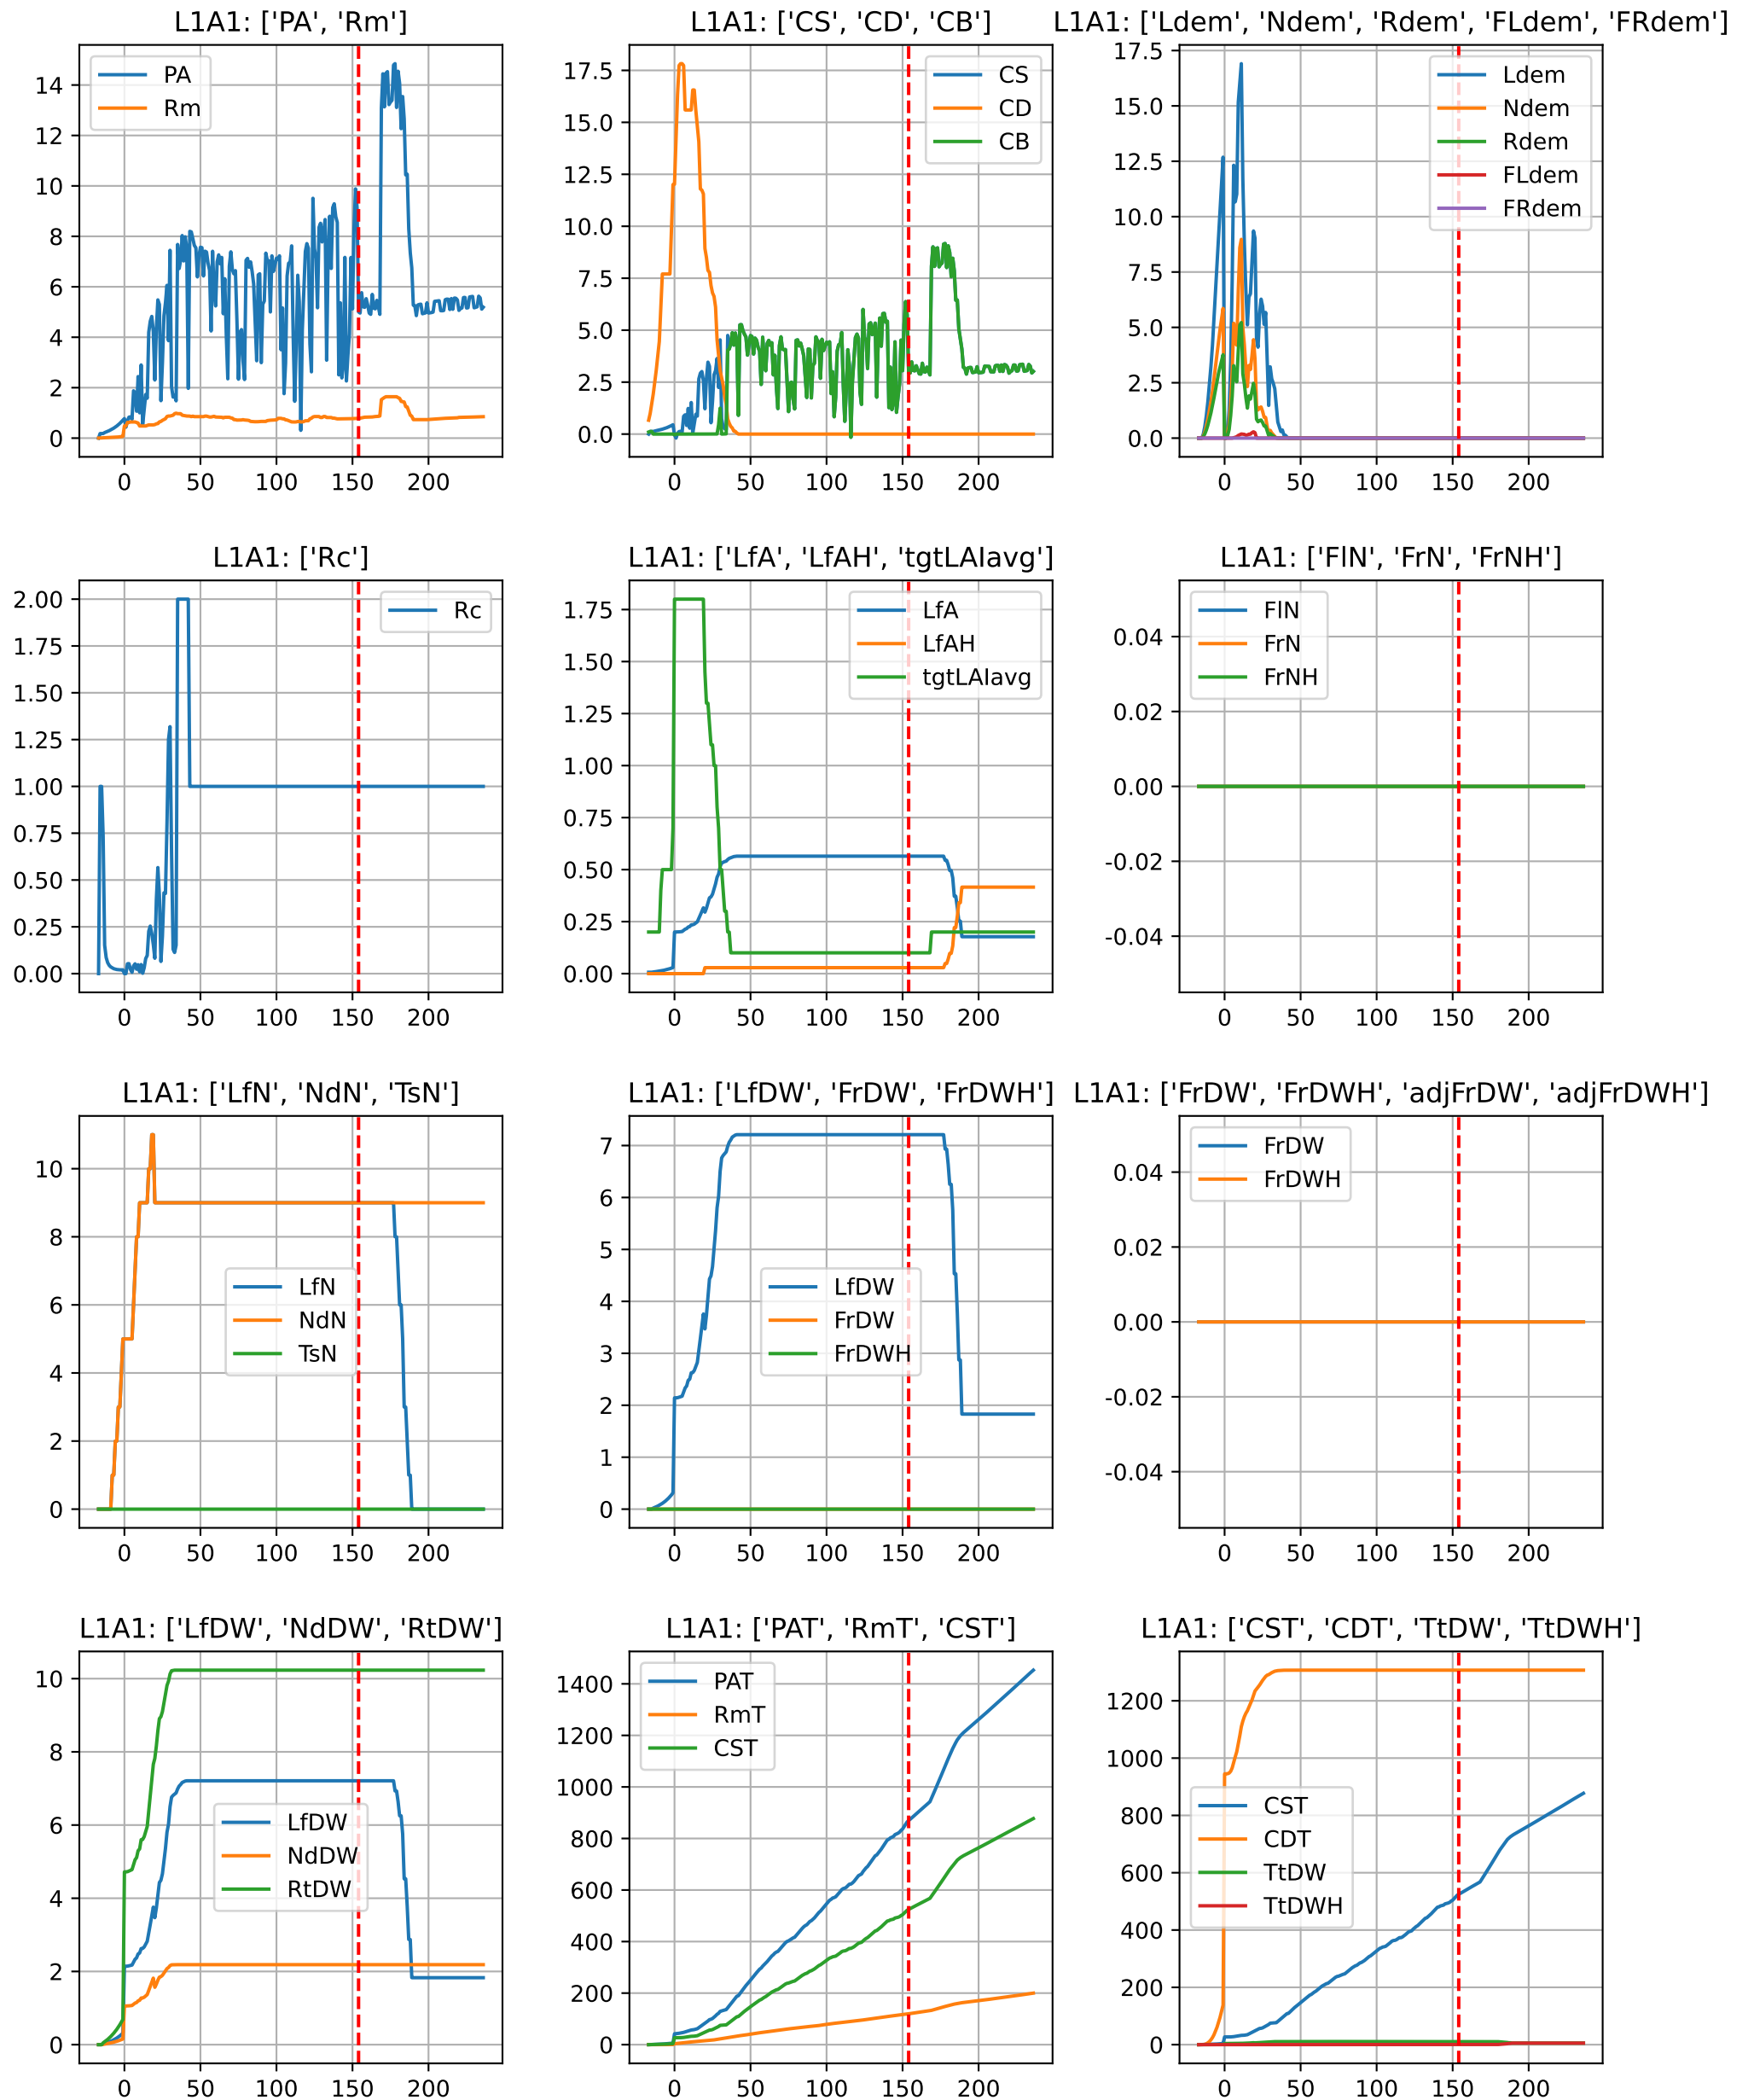 L1A1: ['PA', 'Rm']
PA
Rm
14
12
10
8
6
4
2
0
0 50 100 150 200
L1A1: ['CS', 'CD', 'CB']
CS
CD
CB
17.5
15.0
12.5
10.0
7.5
5.0
2.5
0.0
0 50 100 150 200
L1A1: ['Ldem', 'Ndem', 'Rdem', 'FLdem', 'FRdem']
Ldem
Ndem
Rdem
FLdem
FRdem
17.5
15.0
12.5
10.0
7.5
5.0
2.5
0.0
0 50 100 150 200
L1A1: ['Rc']
Rc
2.00
1.75
1.50
1.25
1.00
0.75
0.50
0.25
0.00
0 50 100 150 200
L1A1: ['LfA', 'LfAH', 'tgtLAIavg']
LfA
LfAH
tgtLAIavg
1.75
1.50
1.25
1.00
0.75
0.50
0.25
0.00
0 50 100 150 200
L1A1: ['FlN', 'FrN', 'FrNH']
FlN
FrN
FrNH
0.04
0.02
0.00
-0.02
-0.04
0 50 100 150 200
L1A1: ['LfN', 'NdN', 'TsN']
LfN
NdN
TsN
10
8
6
4
2
0
0 50 100 150 200
L1A1: ['LfDW', 'FrDW', 'FrDWH']
LfDW
FrDW
FrDWH
7
6
5
4
3
2
1
0
0 50 100 150 200
L1A1: ['FrDW', 'FrDWH', 'adjFrDW', 'adjFrDWH']
FrDW
FrDWH
0.04
0.02
0.00
-0.02
-0.04
0 50 100 150 200
L1A1: ['LfDW', 'NdDW', 'RtDW']
LfDW
NdDW
RtDW
10
8
6
4
2
0
0 50 100 150 200
L1A1: ['PAT', 'RmT', 'CST']
PAT
RmT
CST
1400
1200
1000
800
600
400
200
0
0 50 100 150 200
L1A1: ['CST', 'CDT', 'TtDW', 'TtDWH']
CST
CDT
TtDW
TtDWH
1200
1000
800
600
400
200
0
0 50 100 150 200